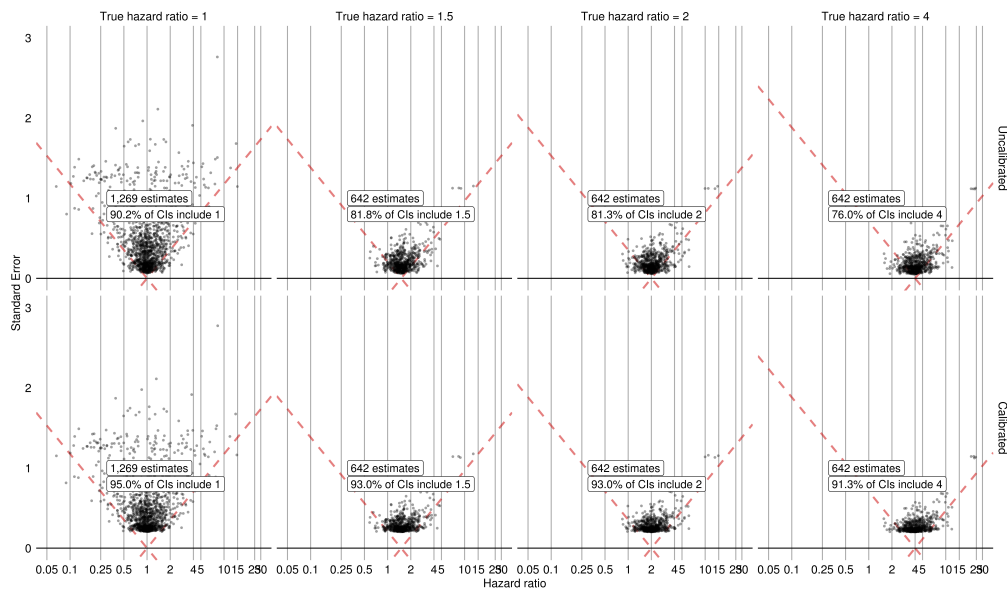 True hazard ratio = 1
True hazard ratio = 1.5
True hazard ratio = 2
True hazard ratio = 4
3
2
1
0
1,269 estimates
90.2% of CIs include 1
642 estimates
81.8% of CIs include 1.5
642 estimates
81.3% of CIs include 2
642 estimates
76.0% of CIs include 4
Uncalibrated
Standard Error
3
2
1
0
1,269 estimates
95.0% of CIs include 1
642 estimates
93.0% of CIs include 1.5
642 estimates
93.0% of CIs include 2
642 estimates
91.3% of CIs include 4
Calibrated
0.05 0.1 0.25 0.5 1 2 4 5 10 15 25 30 0.05 0.1 0.25 0.5 1 2 4 5 10 15 25 30 0.05 0.1 0.25 0.5 1 2 4 5 10 15 25 30 0.05 0.1 0.25 0.5 1 2 4 5 10 15 25 30
Hazard ratio